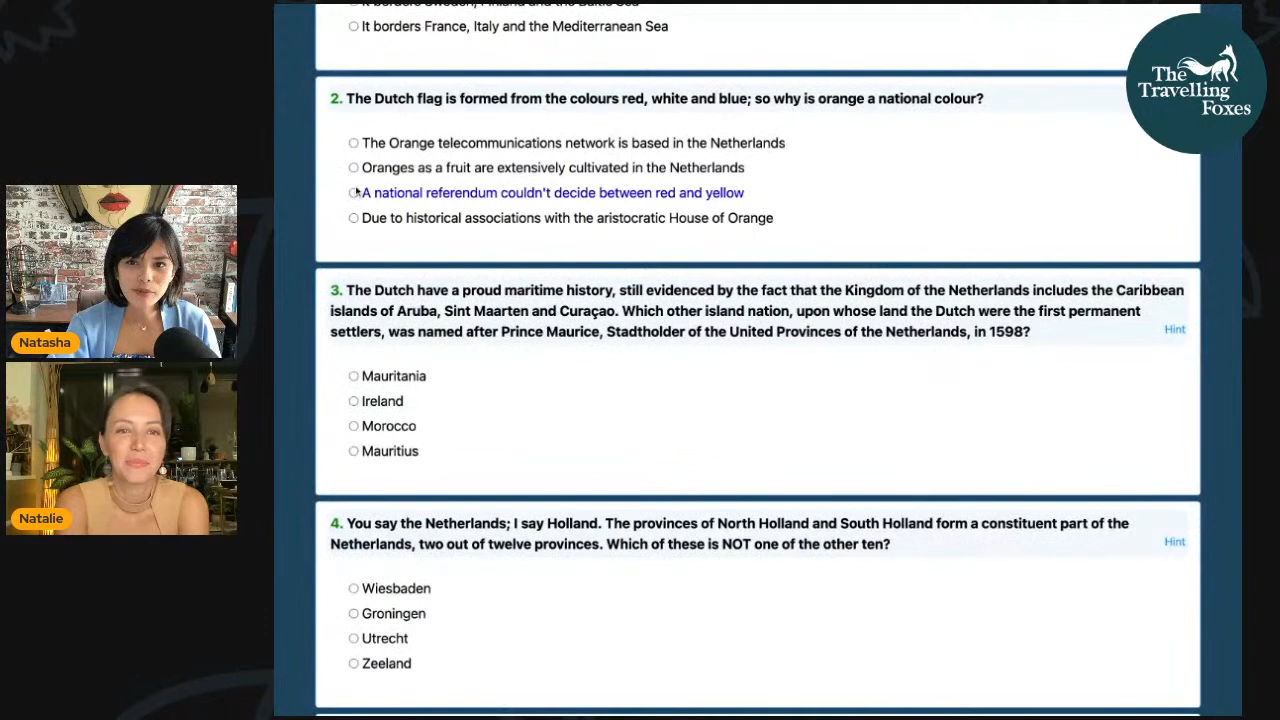 It borders Sweden, Finland and the Baltic Sea
It borders France, Italy and the Mediterranean Sea
The
Travelling
Foxes
2. The Dutch flag is formed from the colours red, white and blue; so why is orange a national colour?
The Orange telecommunications network is based in the Netherlands
Oranges as a fruit are extensively cultivated in the Netherlands
A national referendum couldn't decide between red and yellow
Due to historical associations with the aristocratic House of Orange
Natasha
3. The Dutch have a proud maritime history, still evidenced by the fact that the Kingdom of the Netherlands includes the Caribbean
islands of Aruba, Sint Maarten and Curaçao. Which other island nation, upon whose land the Dutch were the first permanent
settlers, was named after Prince Maurice, Stadtholder of the United Provinces of the Netherlands, in 1598?
Hint
Mauritania
Ireland
Morocco
Mauritius
Natalie
4. You say the Netherlands; I say Holland. The provinces of North Holland and South Holland form a constituent part of the
Netherlands, two out of twelve provinces. Which of these is NOT one of the other ten?
Hint
Wiesbaden
Groningen
Utrecht
Zeeland